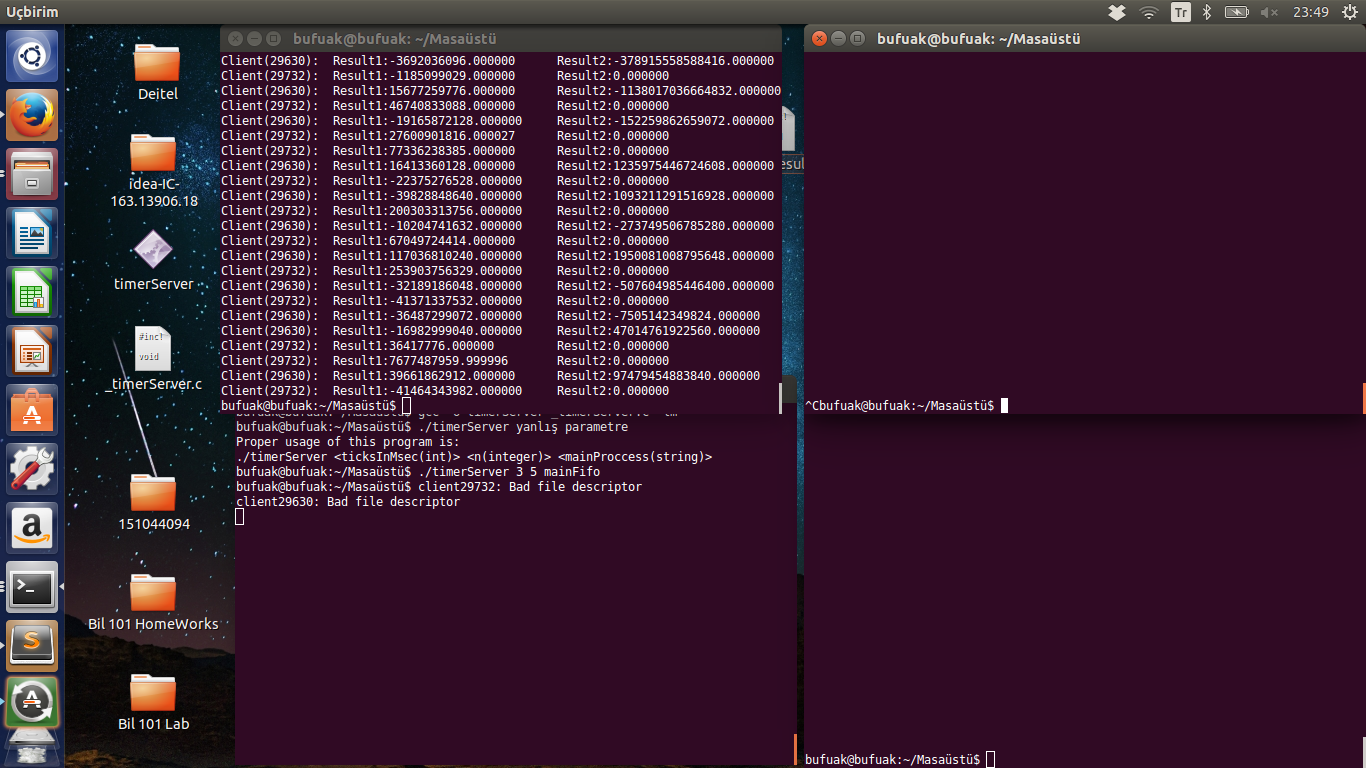 Uçbirim
Tr
23:49
Deitel
idea-IC-
163.13906.18
timerServer
#incl
void
_timerServer.c
151044094
Bil 101 HomeWorks
Bil 101 Lab
bufuak@bufuak: ~/Masaüstü
Client(29630): Result1:-3692036096.000000 Result2:-378915558588416.000000
Client(29732): Result1:-1185099029.000000 Result2:0.000000
Client(29630): Result1:15677259776.000000 Result2:-1138017036664832.000000
Client(29732): Result1:46740833088.000000 Result2:0.000000
Client(29630): Result1:-19165872128.000000 Result2:-152259862659072.000000
Client(29732): Result1:27600901816.000027 Result2:0.000000
Client(29732): Result1:77336238385.000000 Result2:0.000000
Client(29630): Result1:16413360128.000000 Result2:1235975446724608.000000
Client(29732): Result1:-22375276528.000000 Result2:0.000000
Client(29630): Result1:-39828848640.000000 Result2:1093211291516928.000000
Client(29732): Result1:200303313756.000000 Result2:0.000000
Client(29630): Result1:-10204741632.000000 Result2:-273749506785280.000000
Client(29732): Result1:67049724414.000000 Result2:0.000000
Client(29630): Result1:117036810240.000000 Result2:1950081008795648.000000
Client(29732): Result1:253903756329.000000 Result2:0.000000
Client(29630): Result1:-32189186048.000000 Result2:-507604985446400.000000
Client(29732): Result1:-41371337532.000000 Result2:0.000000
Client(29630): Result1:-36487299072.000000 Result2:-7505142349824.000000
Client(29630): Result1:-16982999040.000000 Result2:47014761922560.000000
Client(29732): Result1:36417776.000000 Result2:0.000000
Client(29732): Result1:7677487959.999996 Result2:0.000000
Client(29630): Result1:39661862912.000000 Result2:97479454883840.000000
Client(29732): Result1:-41464343982.000000 Result2:0.000000
bufuak@bufuak:~/Masaüstü$
bufuak@bufuak:~/Masaüstü$ ./timerServer yanlış parametre
Proper usage of this program is:
./timerServer <ticksInMsec(int)> <n(integer)> <mainProccess(string)>
bufuak@bufuak:~/Masaüstü$ ./timerServer 3 5 mainFifo
bufuak@bufuak:~/Masaüstü$ client29732: Bad file descriptor
client29630: Bad file descriptor
bufuak@bufuak: ~/Masaüstü
^Cbufuak@bufuak:~/Masaüstü$
bufuak@bufuak:~/Masaüstü$